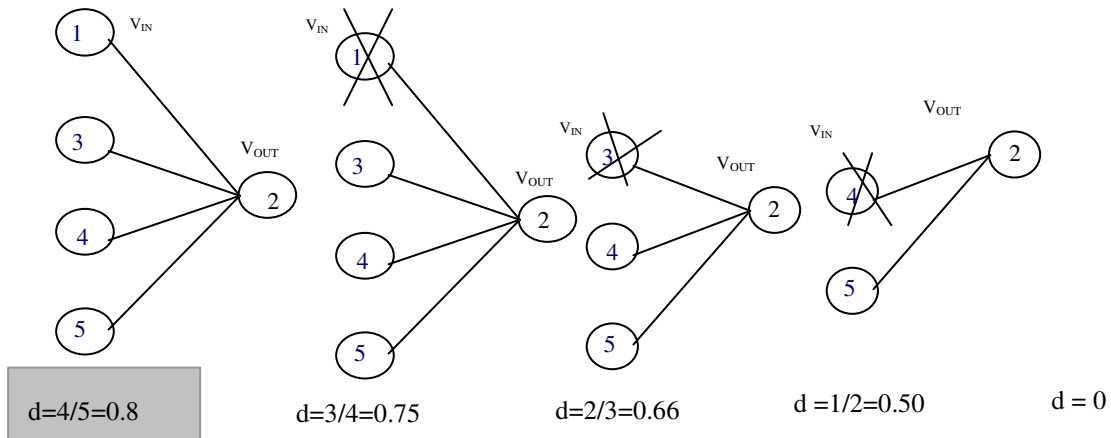 1 V_IN
3
4
5
V_OUT
2
d=4/5=0.8
V_IN
1
3
4
5
V_OUT
2
d=3/4=0.75
V_IN
3
4
5
V_OUT
2
d=2/3=0.66
V_IN
4
5
V_OUT
2
d =1/2=0.50
d = 0